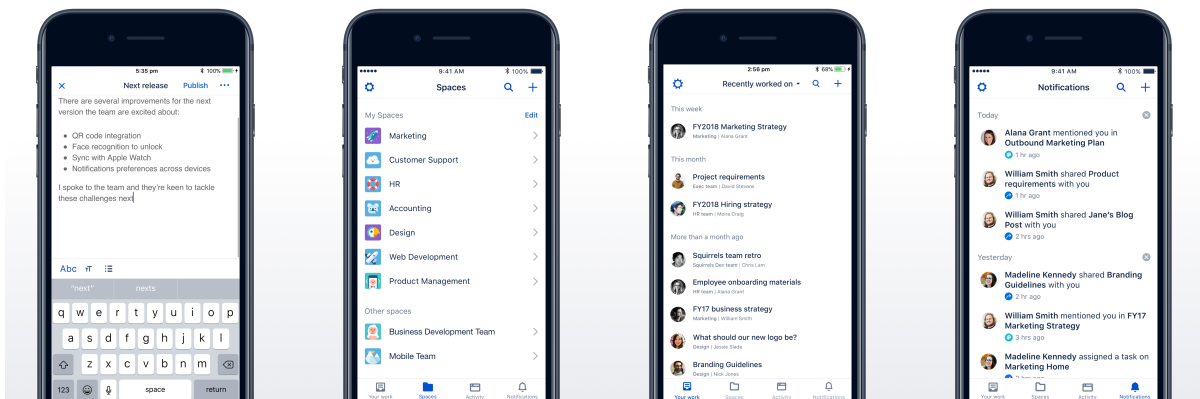 5:35 pm
100%
Next release
Publish
There are several improvements for the next
version the team are excited about:
QR code integration
Face recognition to unlock
Sync with Apple Watch
Notifications preferences across devices
I spoke to the team and they're keen to tackle
these challenges next
Abc
tT
"next"
nexts
q w e r t y u i o p
a s d f g h j k l
z x c v b n m
123
space
return
9:41 AM
100%
Spaces
My Spaces
Edit
Marketing
Customer Support
HR
Accounting
Design
Web Development
Product Management
Other spaces
Business Development Team
Mobile Team
Your work
Spaces
Activity
Notifications
2:56 pm
68%
Recently worked on
This week
FY2018 Marketing Strategy
Marketing | Alana Grant
This month
Project requirements
Exec team | David Stevens
FY2018 Hiring strategy
HR team | Moira Craig
More than a month ago
Squirrels team retro
Squirrels Dev team | Chris Lam
Employee onboarding materials
HR team | Alana Grant
FY17 business strategy
Marketing | William Smith
What should our new logo be?
Design | Jessie Slade
Branding Guidelines
Design | Nick Jones
Your work
Spaces
Activity
Notifications
9:41 AM
100%
Notifications
Today
Alana Grant mentioned you in
Outbound Marketing Plan
1 hr ago
William Smith shared Product
requirements with you
1 hr ago
William Smith shared Jane's Blog
Post with you
2 hrs ago
Yesterday
Madeline Kennedy shared Branding
Guidelines with you
2 hr ago
William Smith mentioned you in FY17
Marketing Strategy
3 hrs ago
Madeline Kennedy assigned a task on
Marketing Home
Your work
Spaces
Activity
Notifications